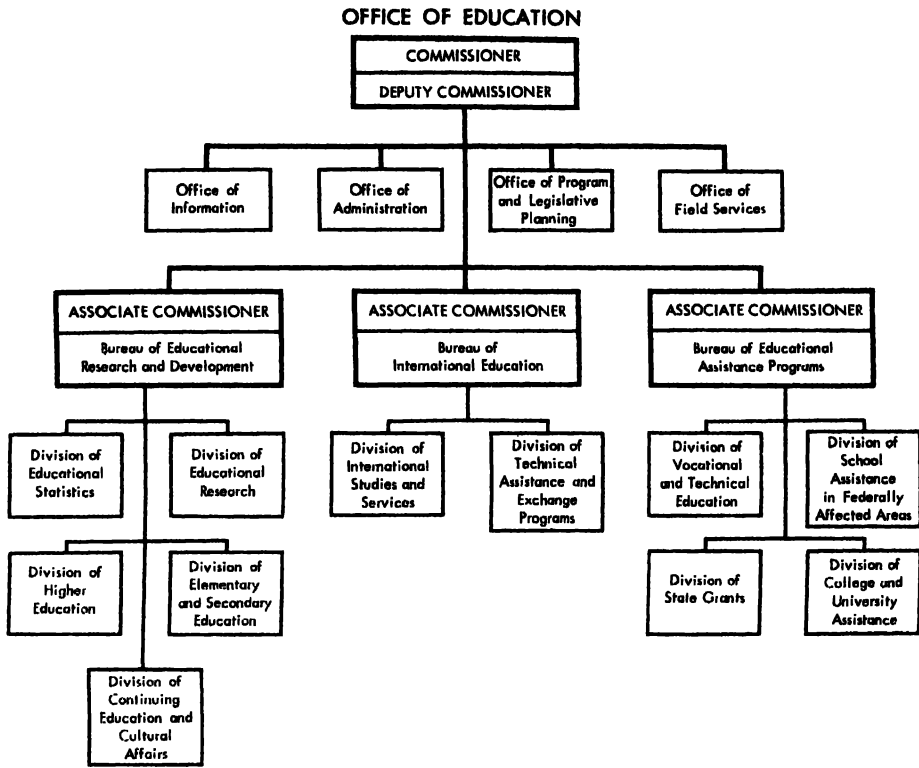 OFFICE OF EDUCATION
COMMISSIONER
DEPUTY COMMISSIONER
Office of
Information
Office of
Administration
Office of Program
and Legislative
Planning
Office of
Field Services
ASSOCIATE COMMISSIONER
Bureau of Educational
Research and Development
ASSOCIATE COMMISSIONER
Bureau of
International Education
ASSOCIATE COMMISSIONER
Bureau of Educational
Assistance Programs
Division of
Educational
Statistics
Division of
Educational
Research
Division of
International
Studies and
Services
Division of
Technical
Assistance and
Exchange
Programs
Division of
Vocational
and Technical
Education
Division of
School
Assistance
in Federally
Affected Areas
Division of
Higher
Education
Division of
Elementary
and Secondary
Education
Division of
State Grants
Division of
College and
University
Assistance
Division of
Continuing
Education and
Cultural
Affairs